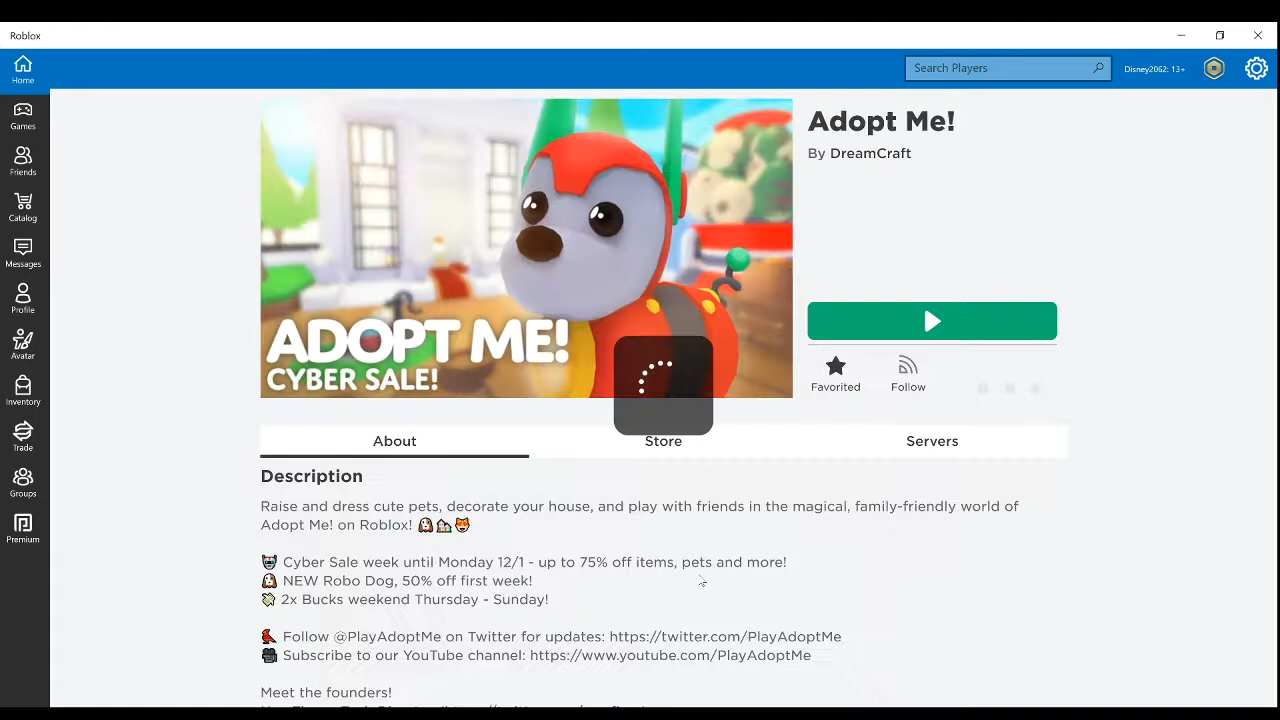 Roblox
Home
Search Players
Disney2062: 13+
Games
Friends
Catalog
Messages
Profile
Avatar
Inventory
Trade
Groups
Premium
ADOPT ME!
CYBER SALE!
Adopt Me!
By DreamCraft
Favorited
Follow
About
Store
Servers
Description
Raise and dress cute pets, decorate your house, and play with friends in the magical, family-friendly world of
Adopt Me! on Roblox! 🐶🏡🦊
Cyber Sale week until Monday 12/1 - up to 75% off items, pets and more!
🐶 NEW Robo Dog, 50% off first week!
2x Bucks weekend Thursday - Sunday!
Follow @PlayAdoptMe on Twitter for updates: https://twitter.com/PlayAdoptMe
🎥 Subscribe to our YouTube channel: https://www.youtube.com/PlayAdoptMe
Meet the founders!